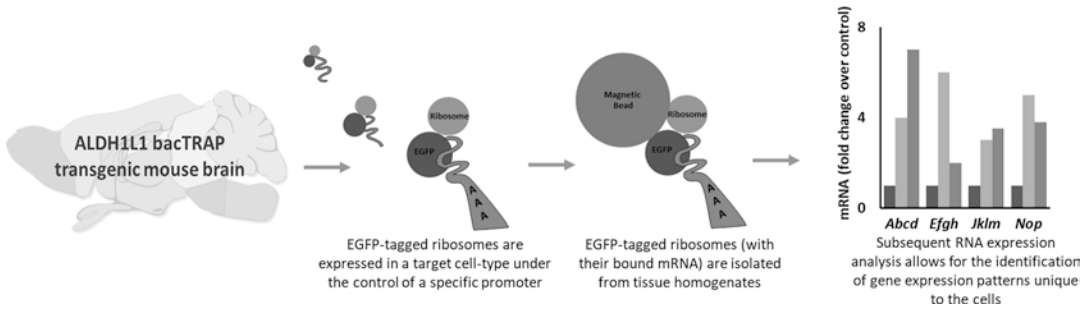 ALDH1L1 bacTRAP
transgenic mouse brain
Ribosome
EGFP
A
A
A
EGFP-tagged ribosomes are
expressed in a target cell-type under
the control of a specific promoter
Magnetic
Bead
Ribosome
EGFP
A
A
A
EGFP-tagged ribosomes (with
their bound mRNA) are isolated
from tissue homogenates
mRNA (fold change over control)
8
4
0
Abcd Efgh Jklm Nop
Subsequent RNA expression
analysis allows for the identification
of gene expression patterns unique
to the cells